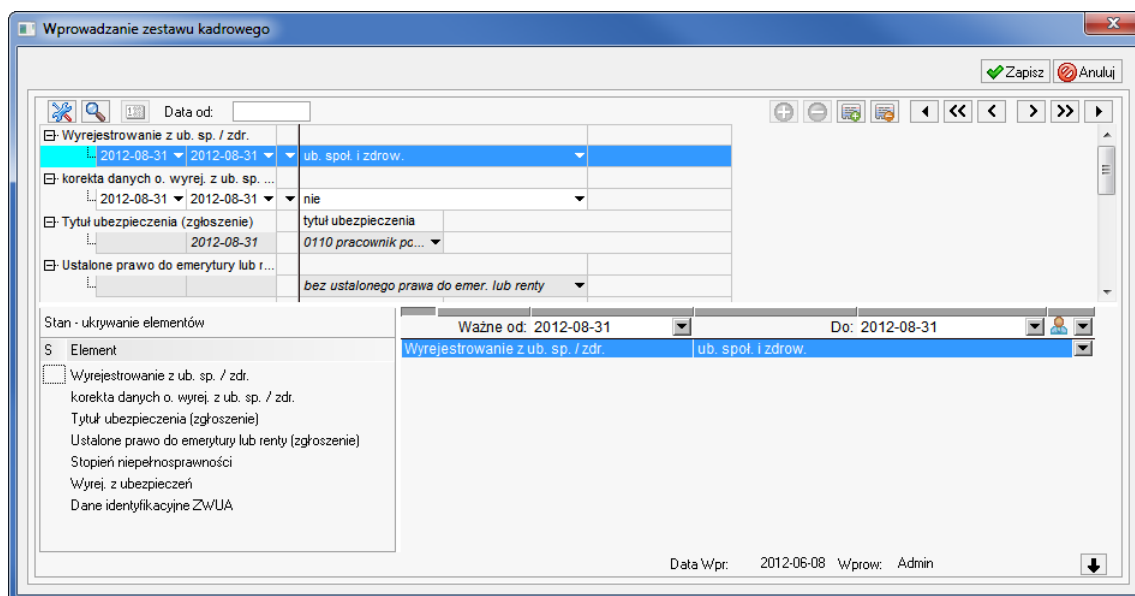 Wprowadzanie zestawu kadrowego
Zapisz Anuluj
Data od:
Wyrejestrowanie z ub. sp. / zdr.
2012-08-31 2012-08-31 ub. społ. i zdrow.
korekta danych o. wyrej. z ub. sp. ...
2012-08-31 2012-08-31 nie
Tytuł ubezpieczenia (zgłoszenie) tytuł ubezpieczenia
2012-08-31 0110 pracownik po...
Ustalone prawo do emerytury lub r...
bez ustalonego prawa do emer. lub renty
Stan - ukrywanie elementów
Ważne od: 2012-08-31 Do: 2012-08-31
S Element
Wyrejestrowanie z ub. sp. / zdr. ub. społ. i zdrow.
Wyrejestrowanie z ub. sp. / zdr.
korekta danych o. wyrej. z ub. sp. / zdr.
Tytuł ubezpieczenia (zgłoszenie)
Ustalone prawo do emerytury lub renty (zgłoszenie)
Stopień niepełnosprawności
Wyrej. z ubezpieczeń
Dane identyfikacyjne ZWUA
Data Wpr: 2012-06-08 Wprow: Admin